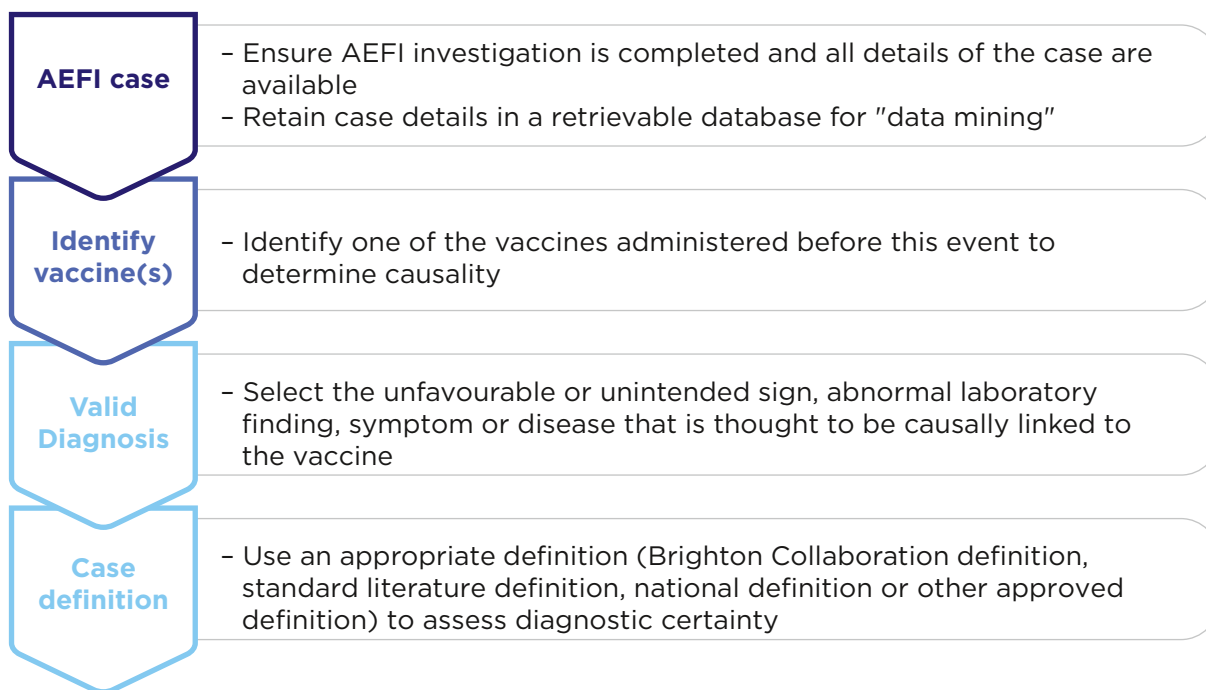 AEFI case
– Ensure AEFI investigation is completed and all details of the case are
available
– Retain case details in a retrievable database for "data mining"
Identify
vaccine(s)
– Identify one of the vaccines administered before this event to
determine causality
Valid
Diagnosis
– Select the unfavourable or unintended sign, abnormal laboratory
finding, symptom or disease that is thought to be causally linked to
the vaccine
Case
definition
– Use an appropriate definition (Brighton Collaboration definition,
standard literature definition, national definition or other approved
definition) to assess diagnostic certainty